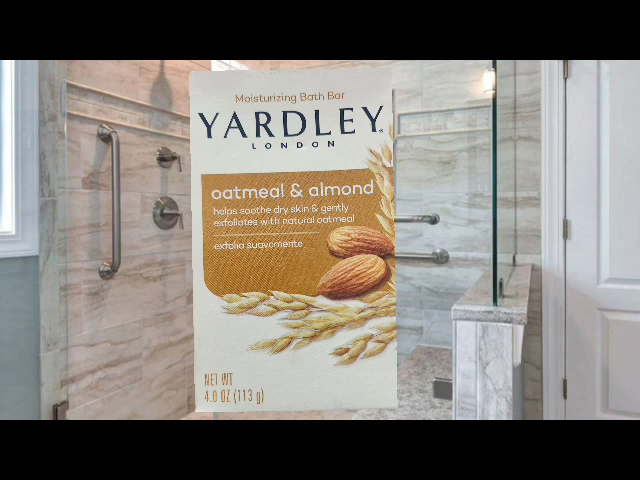 Moisturizing Bath Bar
YARDLEY
LONDON
oatmeal & almond
helps soothe dry skin & gently
exfoliates with natural oatmeal
exfolia suavemente
NET WT
4.0 OZ (113 g)